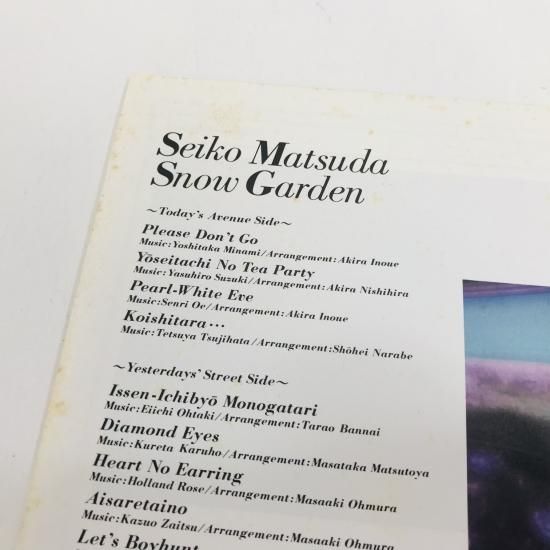 Seiko Matsuda
Snow Garden
~Today's Avenue Side~
Please Don't Go
Music:Yoshitaka Minami/Arrangement:Akira Inoue
Yōseitachi No Tea Party
Music:Yasuhiro Suzuki/Arrangement:Akira Nishihira
Pearl-White Eve
Music:Senri Oe/Arrangement:Akira Inoue
Koishitara…
Music:Tetsuya Tsujihata/Arrangement:Shōhei Narabe
~Yesterdays' Street Side~
Issen-Ichibyō Monogatari
Music:Eiichi Ohtaki/Arrangement:Tarao Bannai
Diamond Eyes
Music:Kureta Karuho/Arrangement:Masataka Matsutoya
Heart No Earring
Music:Holland Rose/Arrangement:Masaaki Ohmura
Aisaretaino
Music:Kazuo Zaitsu/Arrangement:Masaaki Ohmura
Let's Boyhunt